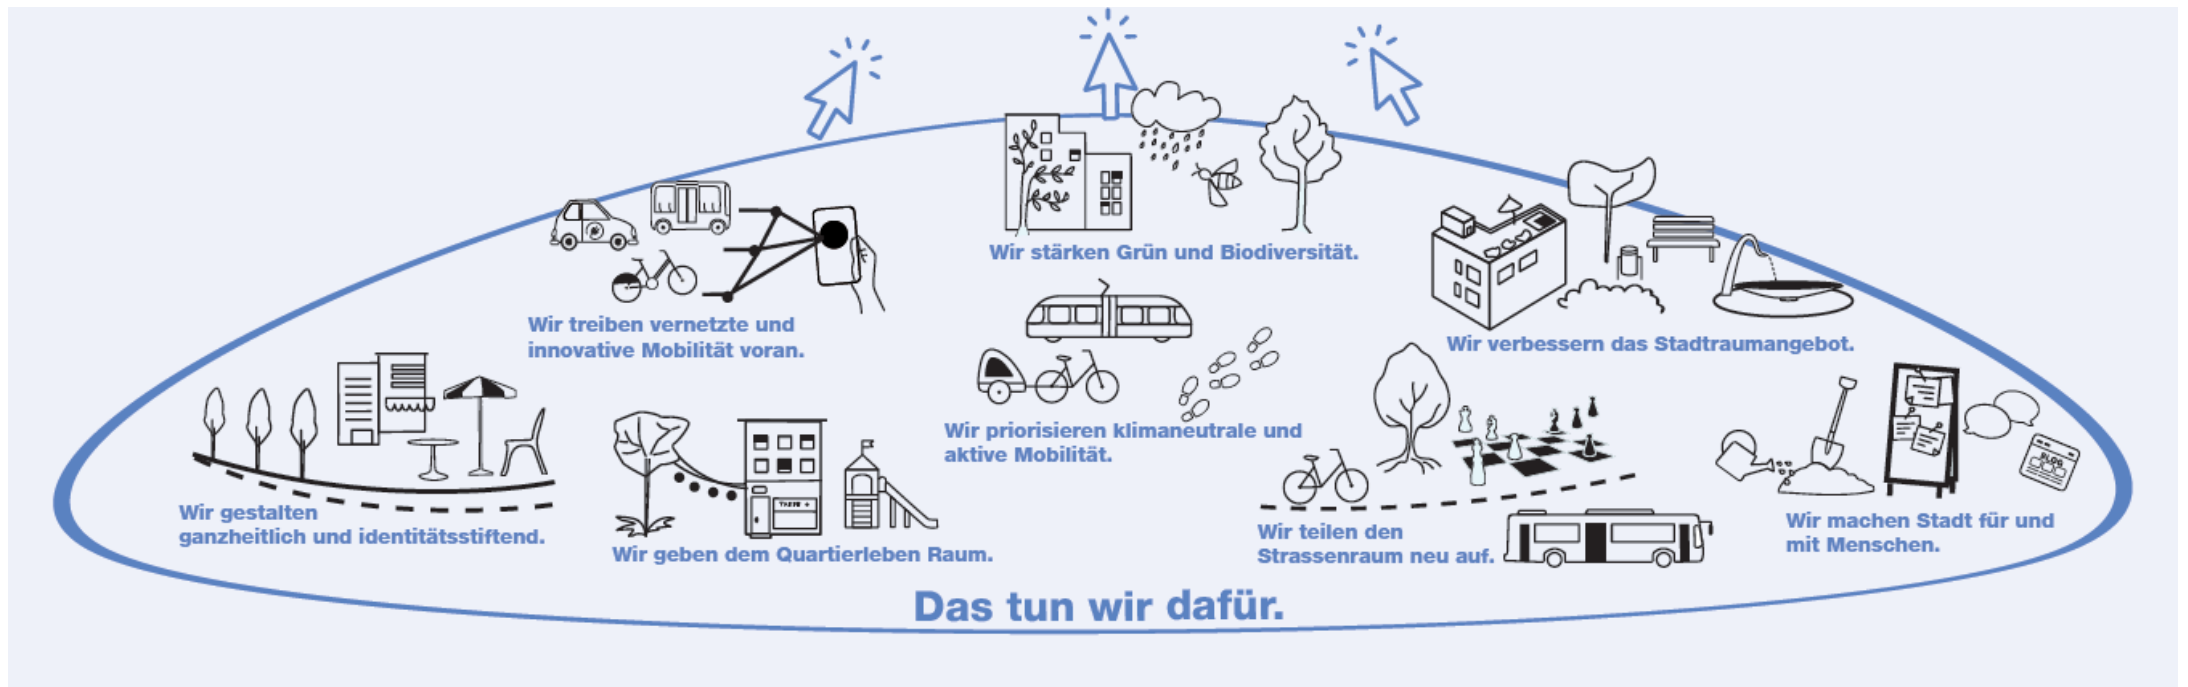 Wir stärken Grün und Biodiversität.
Wir treiben vernetzte und
innovative Mobilität voran.
Wir verbessern das Stadtraumangebot.
Wir priorisieren klimaneutrale und
aktive Mobilität.
Wir gestalten
ganzheitlich und identitätsstiftend.
Wir geben dem Quartierleben Raum.
Wir teilen den
Strassenraum neu auf.
BLOG
Wir machen Stadt für und
mit Menschen.
Das tun wir dafür.